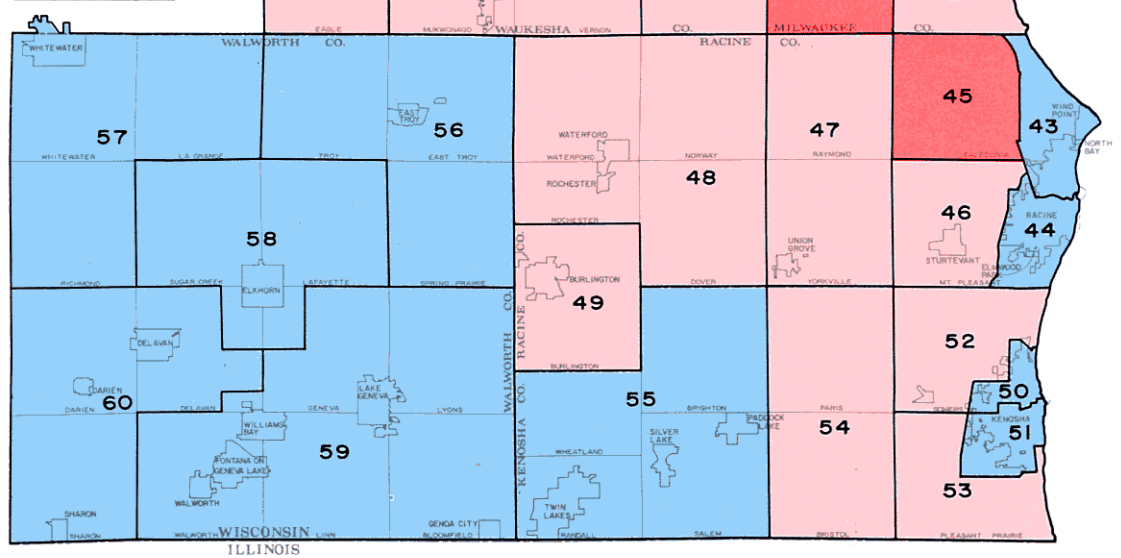 EAGLE
MUKWONAGO
WAUKESHA
VERNON
CO.
MILWAUKEE
CO.
WHITEWATER
WALWORTH CO.
RACINE CO.
45
43
WIND
POINT
57
EAST
TROY
56
47
WATERFORD
NORTH
BAY
WHITEWATER
LA GRANGE
TROY
EAST TROY
WATERFORD
NORWAY
RAYMOND
CALEDONIA
48
ROCHESTER
46
RACINE
44
ROCHESTER
58
UNION
GROVE
STURTEVANT
ELMWOOD
PARK
RICHMOND
SUGAR CREEK
ELKHORN
LAFAYETTE
SPRING PRAIRIE
BURLINGTON
DOVER
YORKVILLE
MT. PLEASANT
49
WALWORTH CO.
RACINE CO.
KENOSHA CO.
DELAVAN
52
BURLINGTON
DARIEN
LAKE
GENEVA
50
60
55
DARIEN
DELAVAN
GENEVA
LYONS
BRIGHTON
PARIS
SOMERS
WILLIAMS
BAY
SILVER
LAKE
PADDOCK
LAKE
54
KENOSHA
51
59
WHEATLAND
FONTANA ON
GENEVA LAKE
53
WALWORTH
TWIN
LAKES
SHARON
GENOA CITY
SHARON
WALWORTH
WISCONSIN
LINN
BLOOMFIELD
RANDALL
SALEM
BRISTOL
PLEASANT PRAIRIE
ILLINOIS